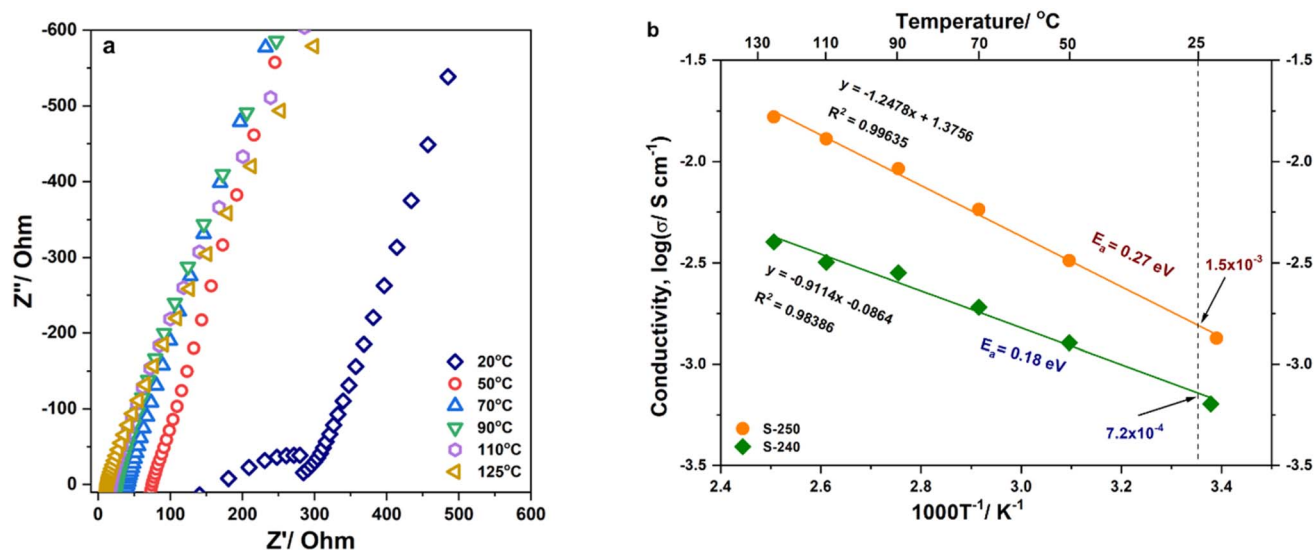 a
-600
-500
-400
-300
-200
-100
0
Z''/ Ohm
0 50 100 200 300 400 500 600
Z'/ Ohm
20°C
50°C
70°C
90°C
110°C
125°C
b
Temperature/ °C
130 110 90 70 50 25
-1.5
-2.0
-2.5
-3.0
-3.5
Conductivity, log(σ/ S cm⁻¹)
y = -1.2478x + 1.3756
R² = 0.99635
Eₐ= 0.27 eV
1.5x10⁻³
y = -0.9114x -0.0864
R² = 0.98386
Eₐ= 0.18 eV
7.2x10⁻⁴
S-250
S-240
-1.5
-2.0
-2.5
-3.0
-3.5
2.4 2.6 2.8 3.0 3.2 3.4
1000T⁻¹/ K⁻¹